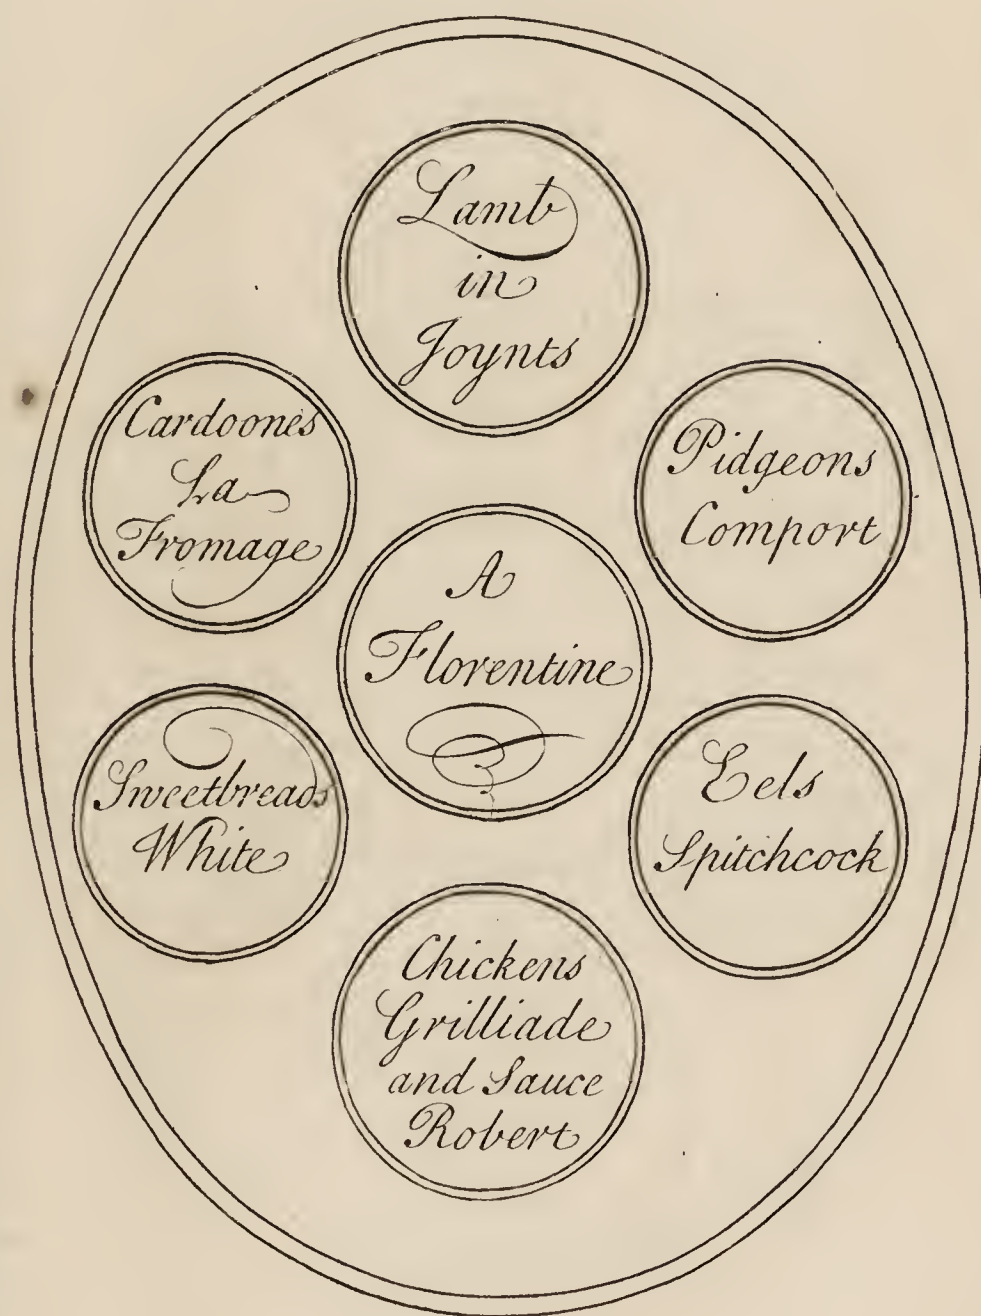 Lamb
in
Joynts
Cardoones
La
Fromage
Pidgeons
Comport
A
Florentine
Sweetbreads
White
Eels
Spitchcock
Chickens
Grilliade
and Sauce
Robert